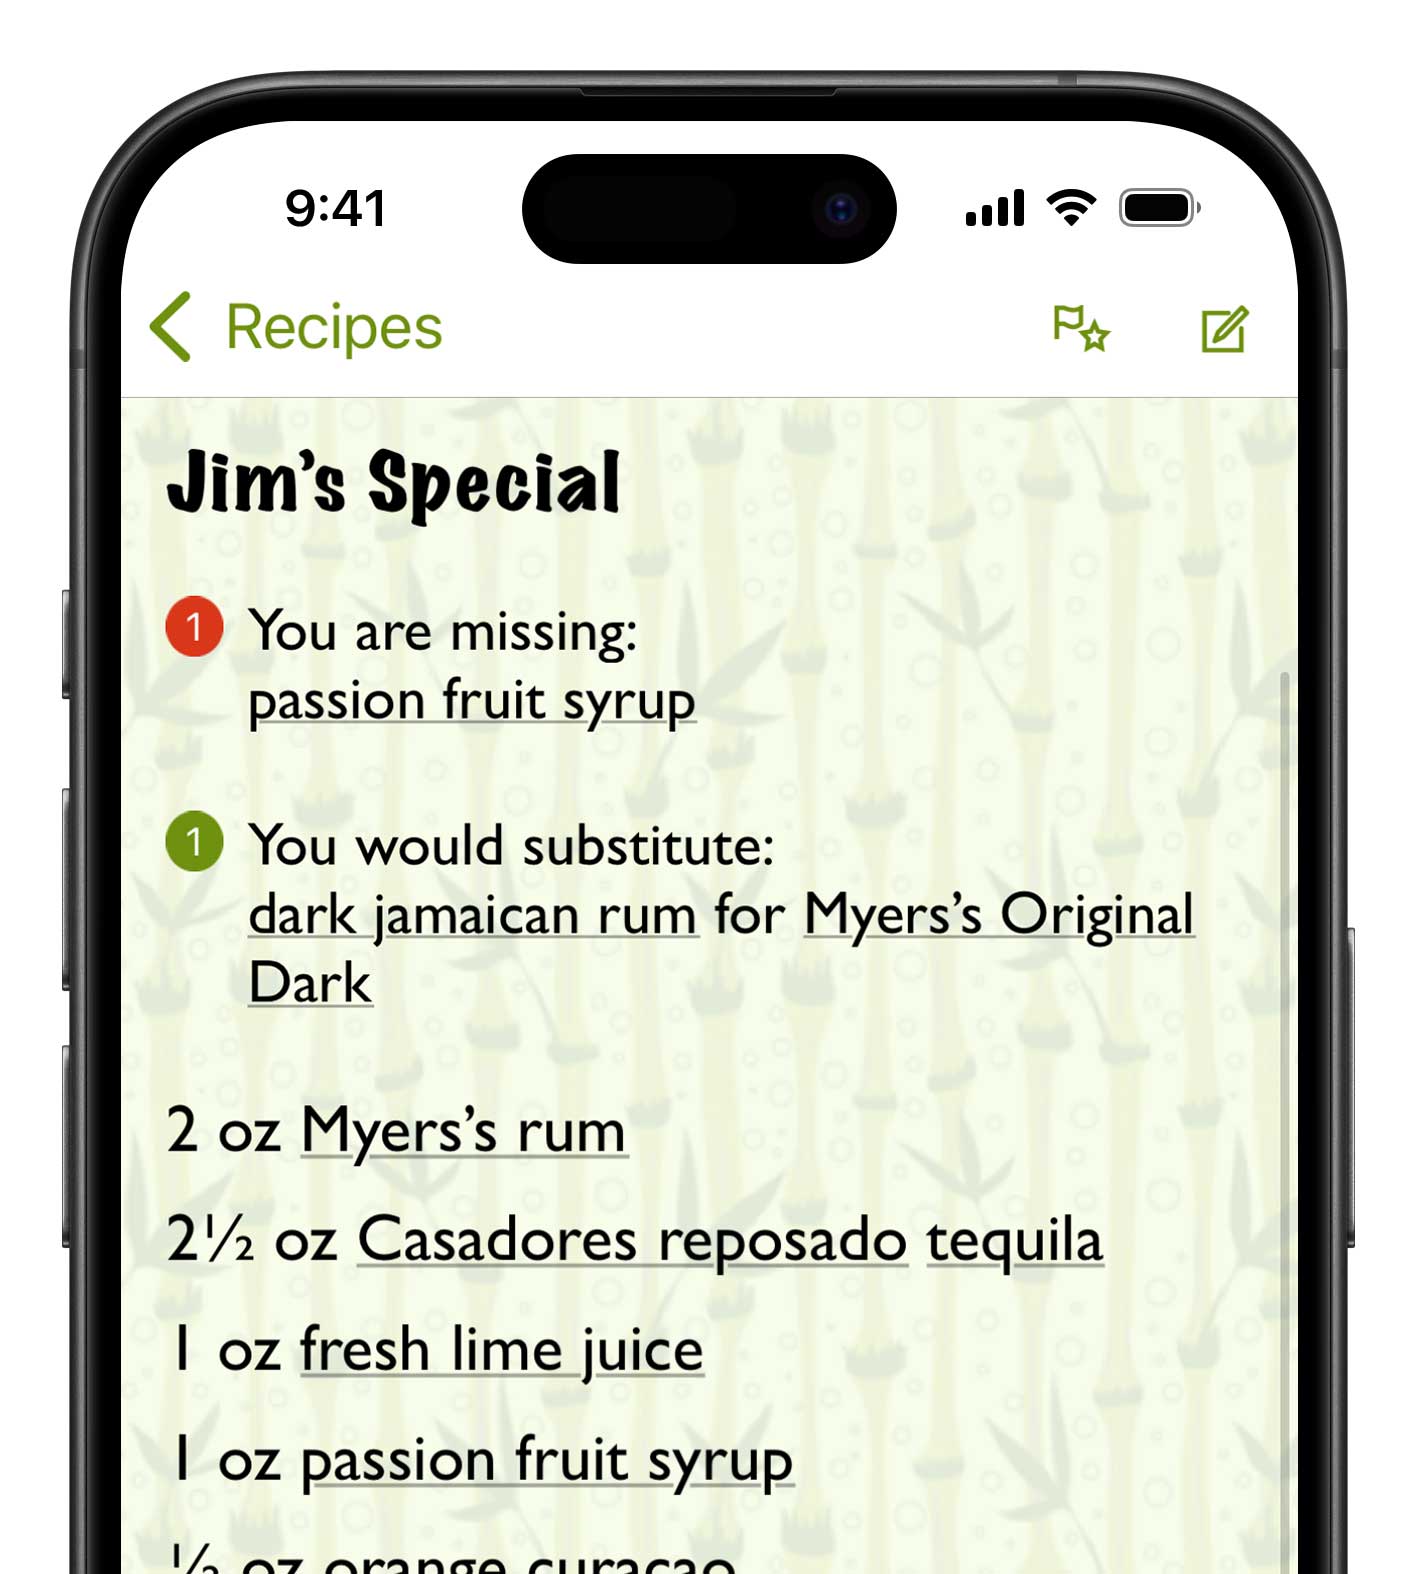 9:41
Recipes
Jim’s Special
1 You are missing:
passion fruit syrup
1 You would substitute:
dark jamaican rum for Myers’s Original
Dark
2 oz Myers’s rum
2½ oz Casadores reposado tequila
1 oz fresh lime juice
1 oz passion fruit syrup
½ oz orange curaçao